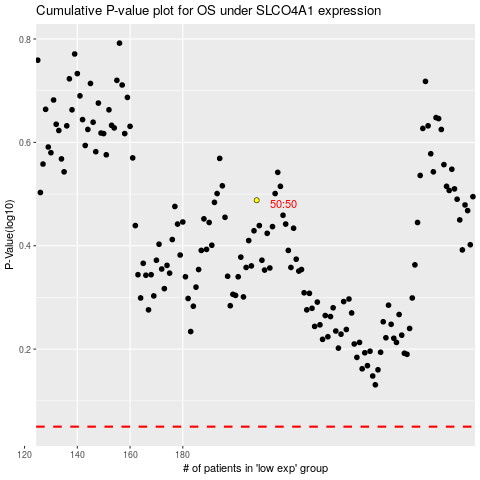 Cumulative P-value plot for OS under SLCO4A1 expression
P-Value(log10)
0.8
0.6
0.4
0.2
50:50
120 140 160 180
# of patients in 'low exp' group